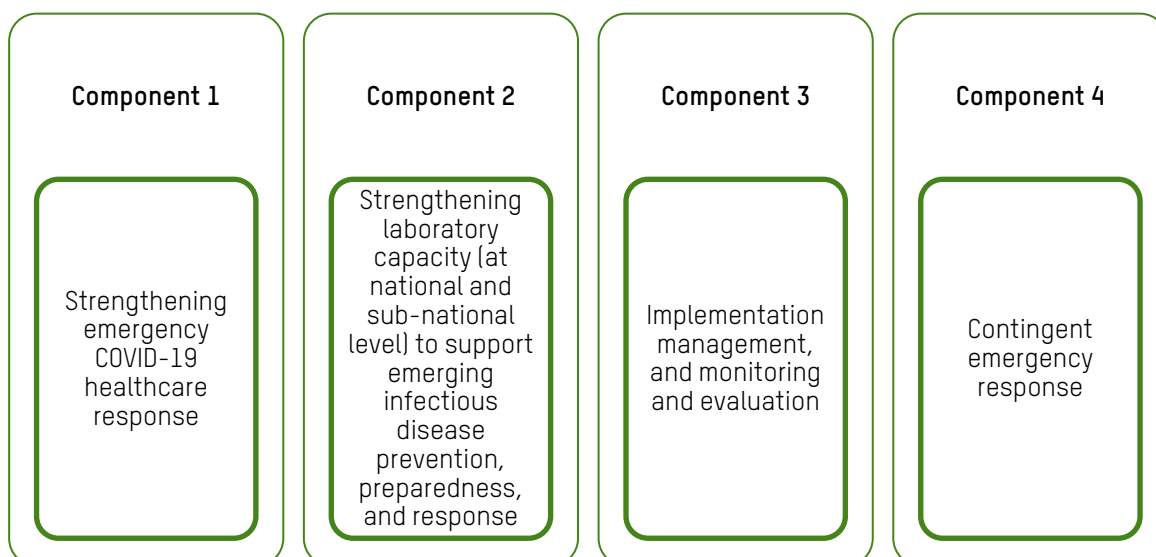 Component 1
Strengthening
emergency
COVID-19
healthcare
response
Component 2
Strengthening
laboratory
capacity (at
national and
sub-national
level) to support
emerging
infectious
disease
prevention,
preparedness,
and response
Component 3
Implementation
management,
and monitoring
and evaluation
Component 4
Contingent
emergency
response